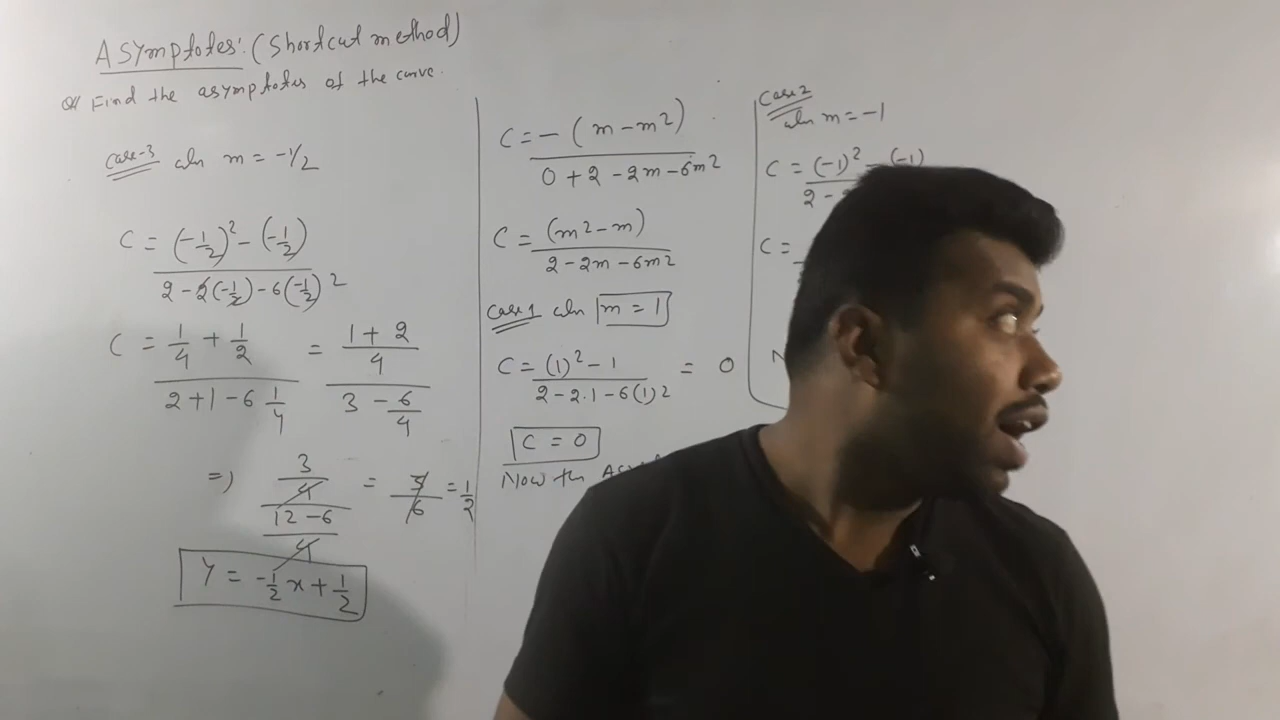 Asymptotes: (Shortcut method)
Find the asymptotes of the curve.
Case-3 when m = -1/2
C = (-1/2)² - (-1/2)
2 - 2(-1/2) - 6(-1/2)²
C = 1/4 + 1/2 = 1 + 2
4
2 + 1 - 6 1/4 3 - 6/4
⇒ 3/4 = 3/6 = 1/2
12 - 6
4
Y = -1/2 x + 1/2
C = - (m - m²)
0 + 2 - 2m - 6m²
C = (m² - m)
2 - 2m - 6m²
Case 1 when m = 1
C = (1)² - 1 = 0
2 - 2.1 - 6(1)²
C = 0
Now the
Case 2
when m = -1
C = (-1)² - (-1)
2 -
C =